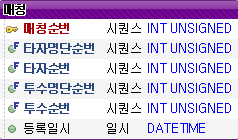 매칭
매칭순번 시퀀스 INT UNSIGNED
타자명단순번 시퀀스 INT UNSIGNED
타자순번 시퀀스 INT UNSIGNED
투수명단순번 시퀀스 INT UNSIGNED
투수순번 시퀀스 INT UNSIGNED
등록일시 일시 DATETIME